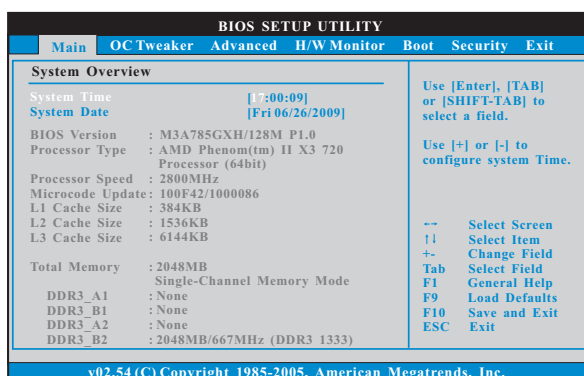 BIOS SETUP UTILITY
Main OC Tweaker Advanced H/W Monitor Boot Security Exit
System Overview
System Time [17:00:09]
System Date [Fri 06/26/2009]
BIOS Version : M3A785GXH/128M P1.0
Processor Type : AMD Phenom(tm) II X3 720
Processor (64bit)
Processor Speed : 2800MHz
Microcode Update : 100F42/1000086
L1 Cache Size : 384KB
L2 Cache Size : 1536KB
L3 Cache Size : 6144KB
Total Memory : 2048MB
Single-Channel Memory Mode
DDR3_A1 : None
DDR3_B1 : None
DDR3_A2 : None
DDR3_B2 : 2048MB/667MHz (DDR3 1333)
Use [Enter], [TAB]
or [SHIFT-TAB] to
select a field.
Use [+] or [-] to
configure system Time.
←→ Select Screen
↑↓ Select Item
+- Change Field
Tab Select Field
F1 General Help
F9 Load Defaults
F10 Save and Exit
ESC Exit
v02.54 (C) Copyright 1985-2005, American Megatrends, Inc.